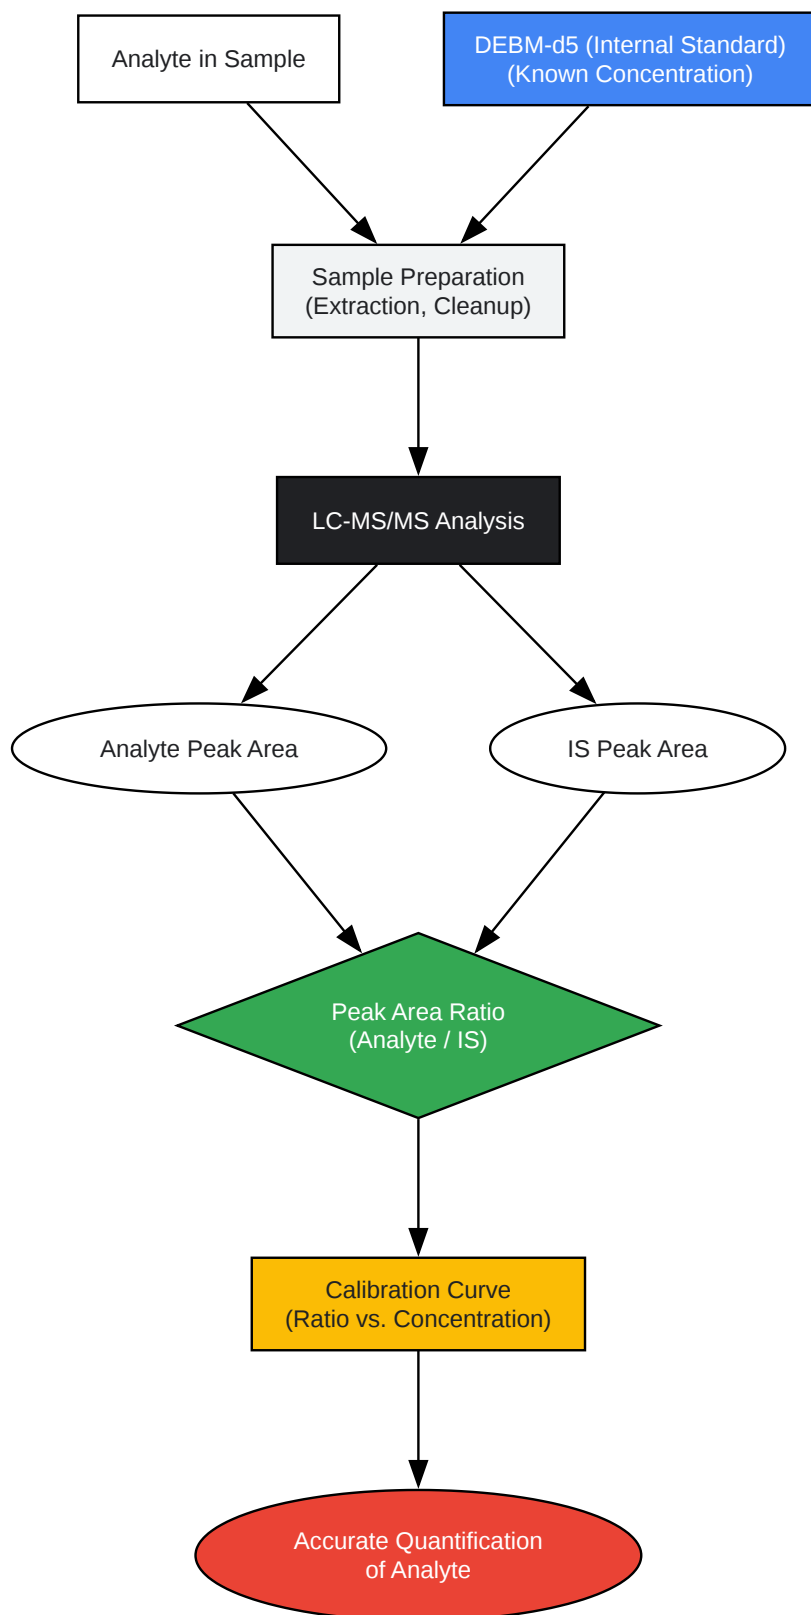 Analyte in Sample
DEBM-d5 (Internal Standard)
(Known Concentration)
Sample Preparation
(Extraction, Cleanup)
LC-MS/MS Analysis
Analyte Peak Area
IS Peak Area
Peak Area Ratio
(Analyte / IS)
Calibration Curve
(Ratio vs. Concentration)
Accurate Quantification
of Analyte